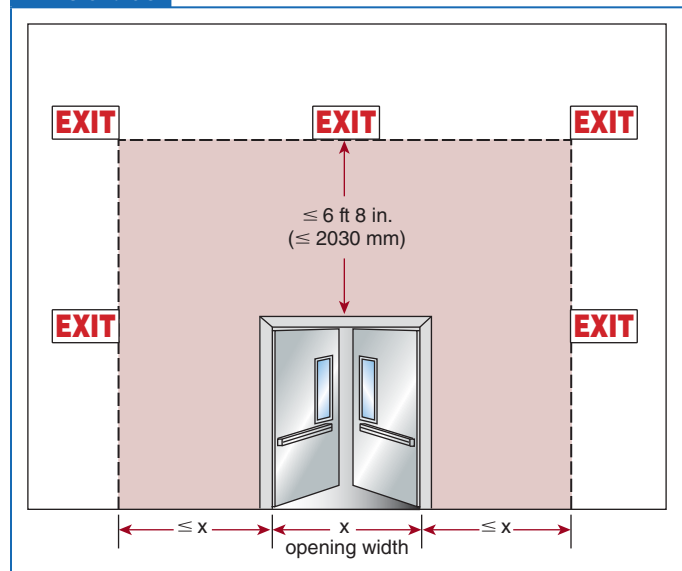 EXIT EXIT EXIT
≤ 6 ft 8 in.
(≤ 2030 mm)
EXIT EXIT
≤ x x ≤ x
opening width